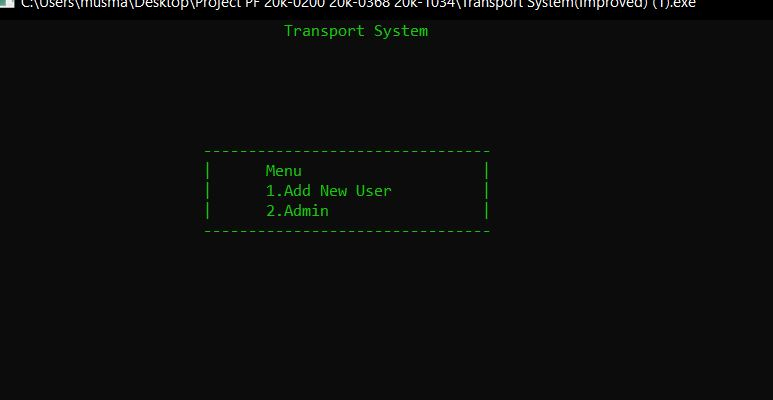 C:\Users\musma\Desktop\Project PF 20k-0200 20k-0368 20k-1034\Transport System(Improved) (1).exe
Transport System
--------------------------------
| Menu |
| 1.Add New User |
| 2.Admin |
--------------------------------